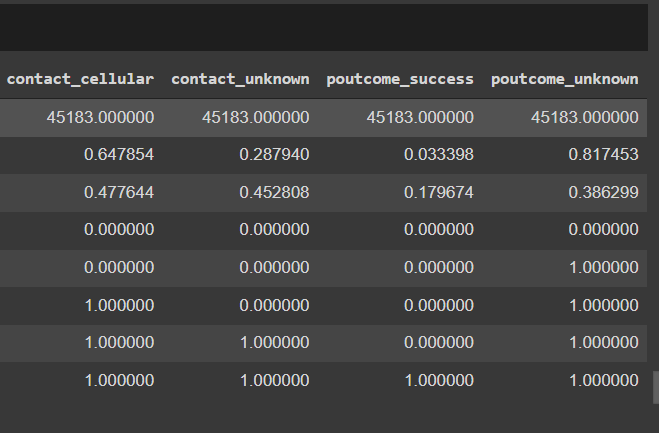 contact_cellular contact_unknown poutcome_success poutcome_unknown
45183.000000 45183.000000 45183.000000 45183.000000
0.647854 0.287940 0.033398 0.817453
0.477644 0.452808 0.179674 0.386299
0.000000 0.000000 0.000000 0.000000
0.000000 0.000000 0.000000 1.000000
1.000000 0.000000 0.000000 1.000000
1.000000 1.000000 0.000000 1.000000
1.000000 1.000000 1.000000 1.000000